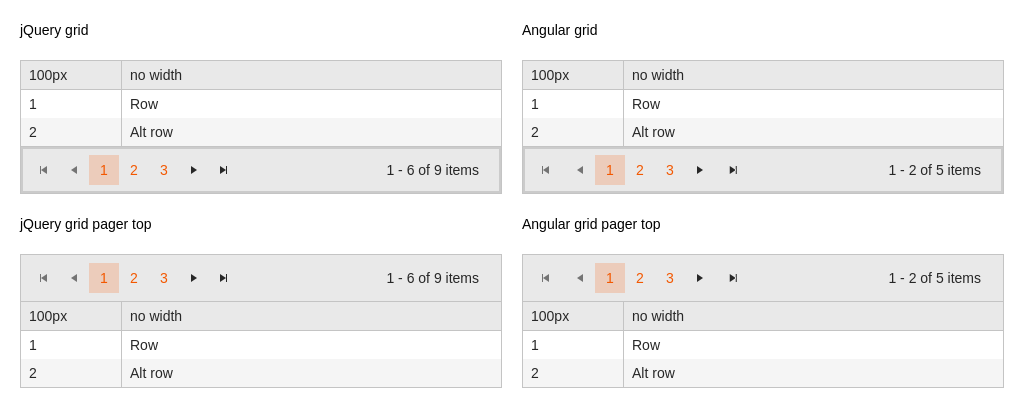 jQuery grid
100px no width
1 Row
2 Alt row
1 2 3 1 - 6 of 9 items
Angular grid
100px no width
1 Row
2 Alt row
1 2 3 1 - 2 of 5 items
jQuery grid pager top
1 2 3 1 - 6 of 9 items
100px no width
1 Row
2 Alt row
Angular grid pager top
1 2 3 1 - 2 of 5 items
100px no width
1 Row
2 Alt row